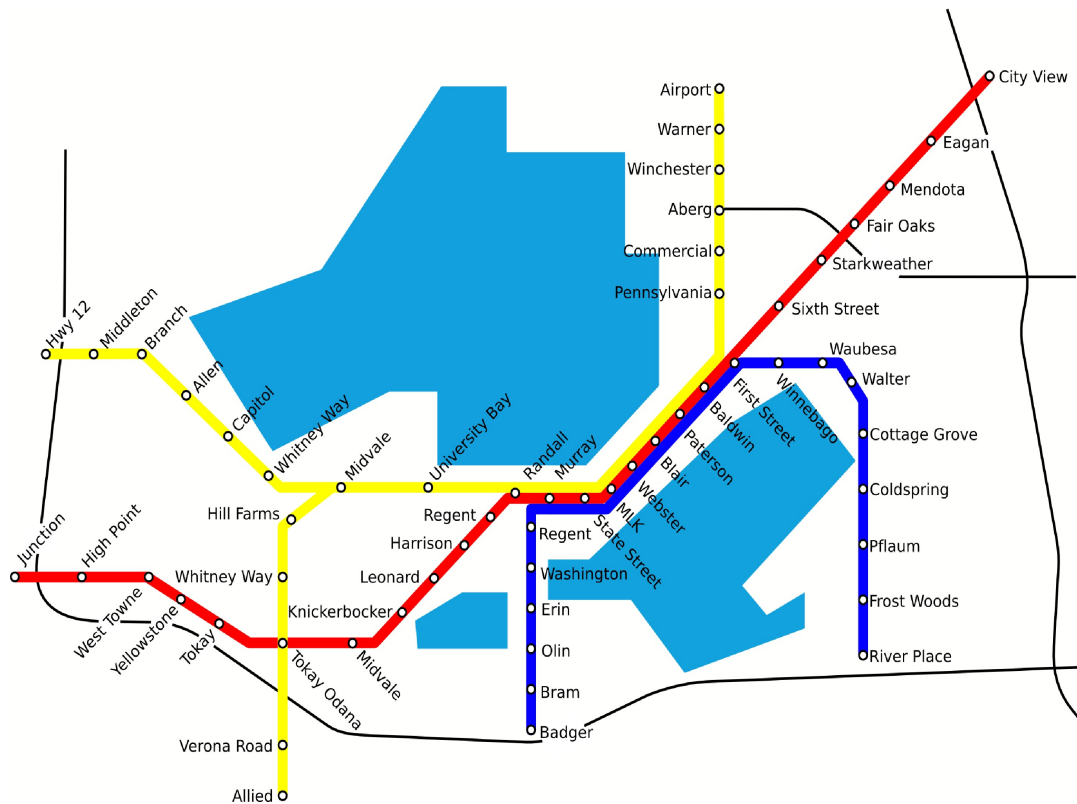 City View
Airport
Warner
Eagan
Winchester
Mendota
Aberg
Fair Oaks
Commercial
Starkweather
Pennsylvania
Sixth Street
Hwy 12
Middleton
Branch
Waubesa
Allen
Walter
First Street
Winnebago
Capitol
Baldwin
Cottage Grove
Whitney Way
Midvale
University Bay
Paterson
Randall
Murray
Blair
Webster
Coldspring
MLK
Hill Farms
Regent
State Street
Regent
Junction
High Point
Harrison
Pflaum
Whitney Way
Leonard
Washington
West Towne
Yellowstone
Tokay
Knickerbocker
Erin
Frost Woods
Tokay Odana
Midvale
Olin
River Place
Bram
Verona Road
Badger
Allied